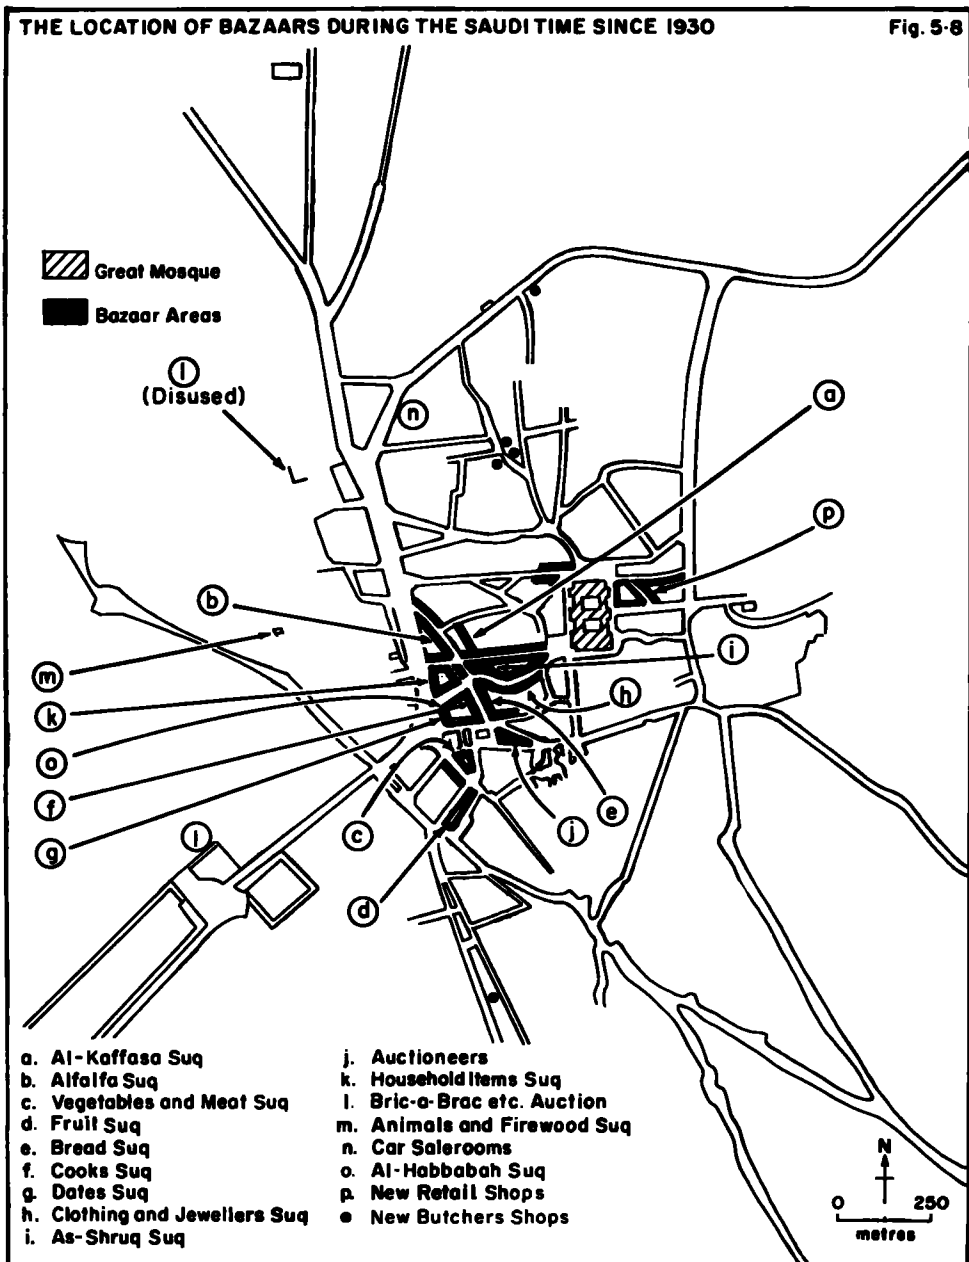 THE LOCATION OF BAZAARS DURING THE SAUDI TIME SINCE 1930
Fig. 5-8
Great Mosque
Bazaar Areas
l
(Disused)
n
a
p
b
m
i
h
k
o
f
g
l
c
e
j
d
a. Al-Kaffasa Suq
b. Alfalfa Suq
c. Vegetables and Meat Suq
d. Fruit Suq
e. Bread Suq
f. Cooks Suq
g. Dates Suq
h. Clothing and Jewellers Suq
i. As-Shruq Suq
j. Auctioneers
k. Household Items Suq
l. Bric-a-Brac etc. Auction
m. Animals and Firewood Suq
n. Car Salerooms
o. Al-Habbabah Suq
p. New Retail Shops
● New Butchers Shops
N
0 250
metres